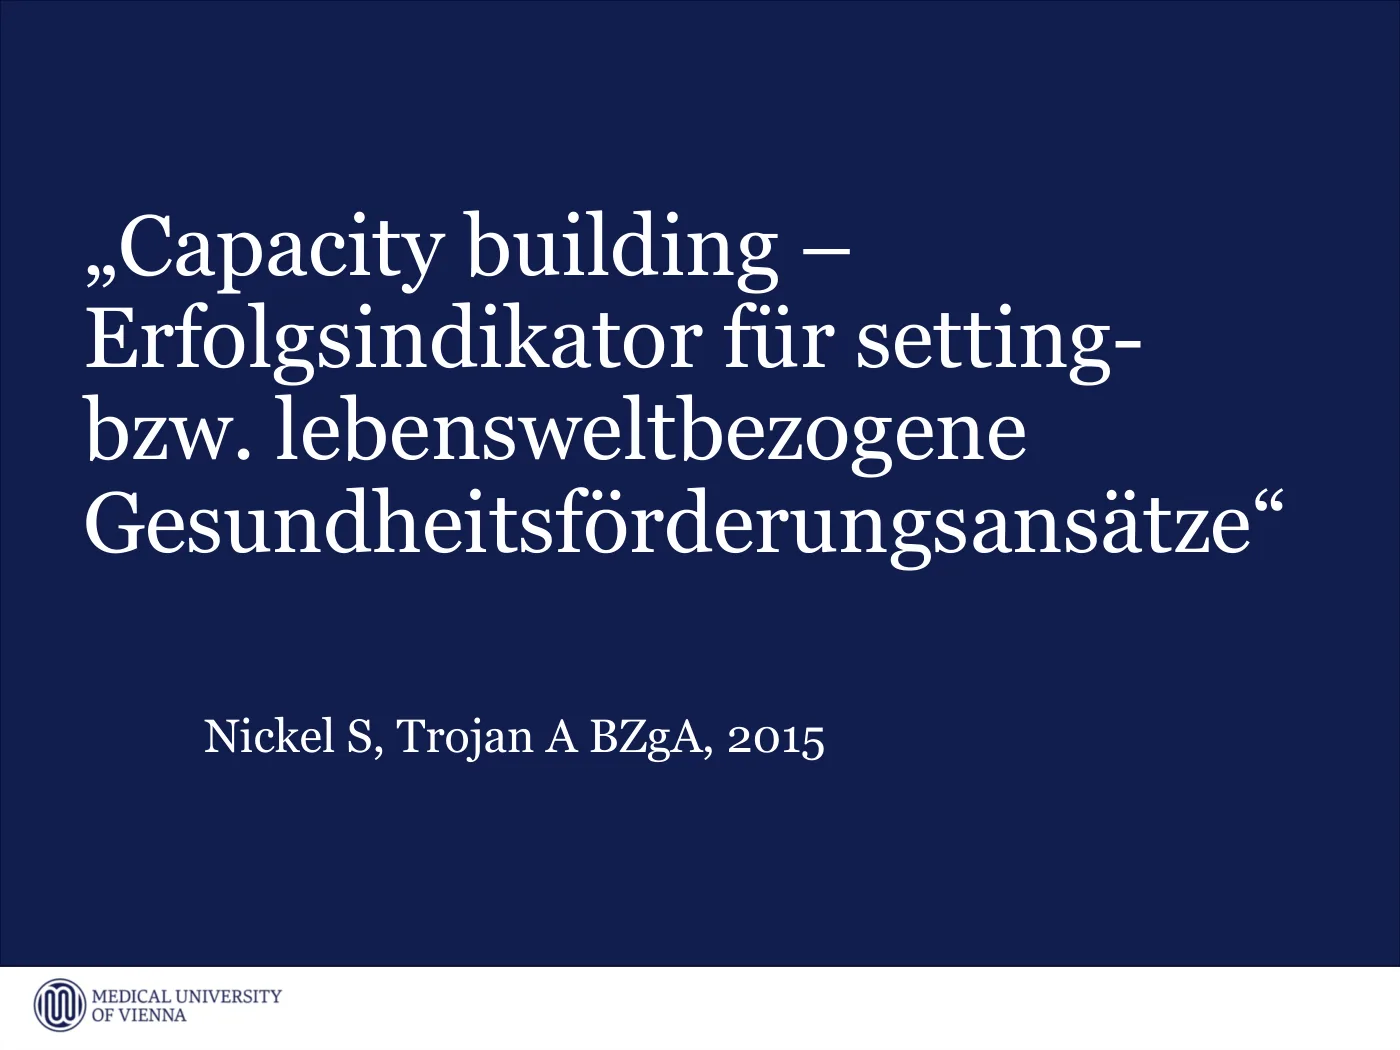 „Capacity building –
Erfolgsindikator für setting-
bzw. lebensweltbezogene
Gesundheitsförderungsansätze“
Nickel S, Trojan A BZgA, 2015
MEDICAL UNIVERSITY
OF VIENNA